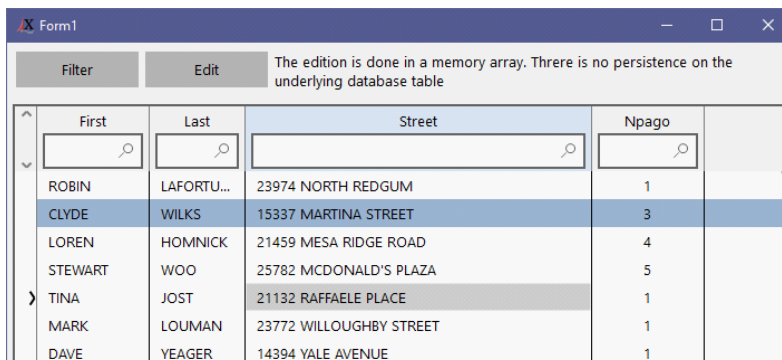 Form1
Filter Edit The edition is done in a memory array. Threre is no persistence on the
underlying database table
First Last Street Npago
ROBIN LAFORTU... 23974 NORTH REDGUM 1
CLYDE WILKS 15337 MARTINA STREET 3
LOREN HOMNICK 21459 MESA RIDGE ROAD 4
STEWART WOO 25782 MCDONALD'S PLAZA 5
TINA JOST 21132 RAFFAELE PLACE 1
MARK LOUMAN 23772 WILLOUGHBY STREET 1
DAVE YEAGER 14394 YALE AVENUE 1